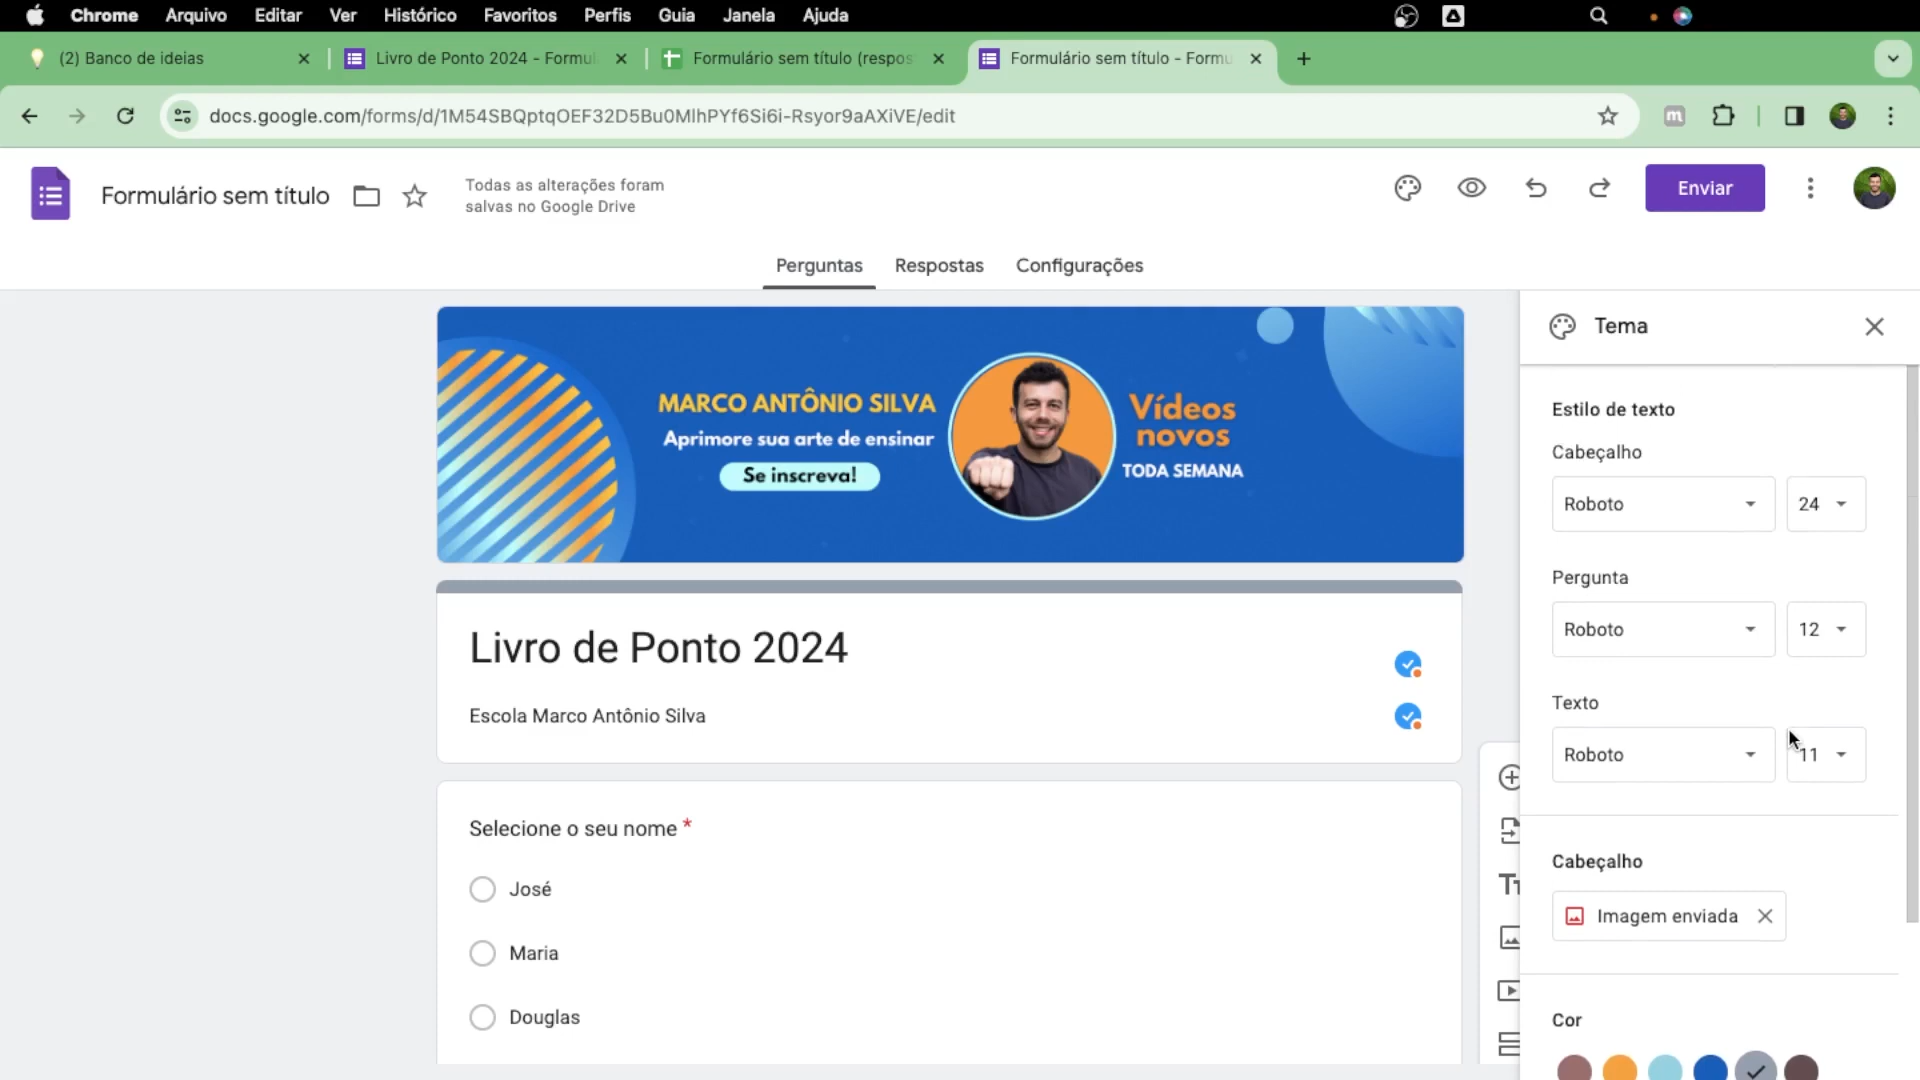 Chrome Arquivo Editar Ver Histórico Favoritos Perfis Guia Janela Ajuda
(2) Banco de ideias
Livro de Ponto 2024 - Formul
Formulário sem título (respos
Formulário sem título - Formu
docs.google.com/forms/d/1M54SBQptqOEF32D5Bu0MlhPYf6Si6i-Rsyor9aAXiVE/edit
m
Formulário sem título
Todas as alterações foram
salvas no Google Drive
Enviar
Perguntas Respostas Configurações
MARCO ANTÔNIO SILVA
Aprimore sua arte de ensinar
Se inscreva!
Vídeos
novos
TODA SEMANA
Livro de Ponto 2024
Escola Marco Antônio Silva
Selecione o seu nome *
José
Maria
Douglas
Tema
Estilo de texto
Cabeçalho
Roboto 24
Pergunta
Roboto 12
Texto
Roboto 11
Cabeçalho
Imagem enviada
Cor